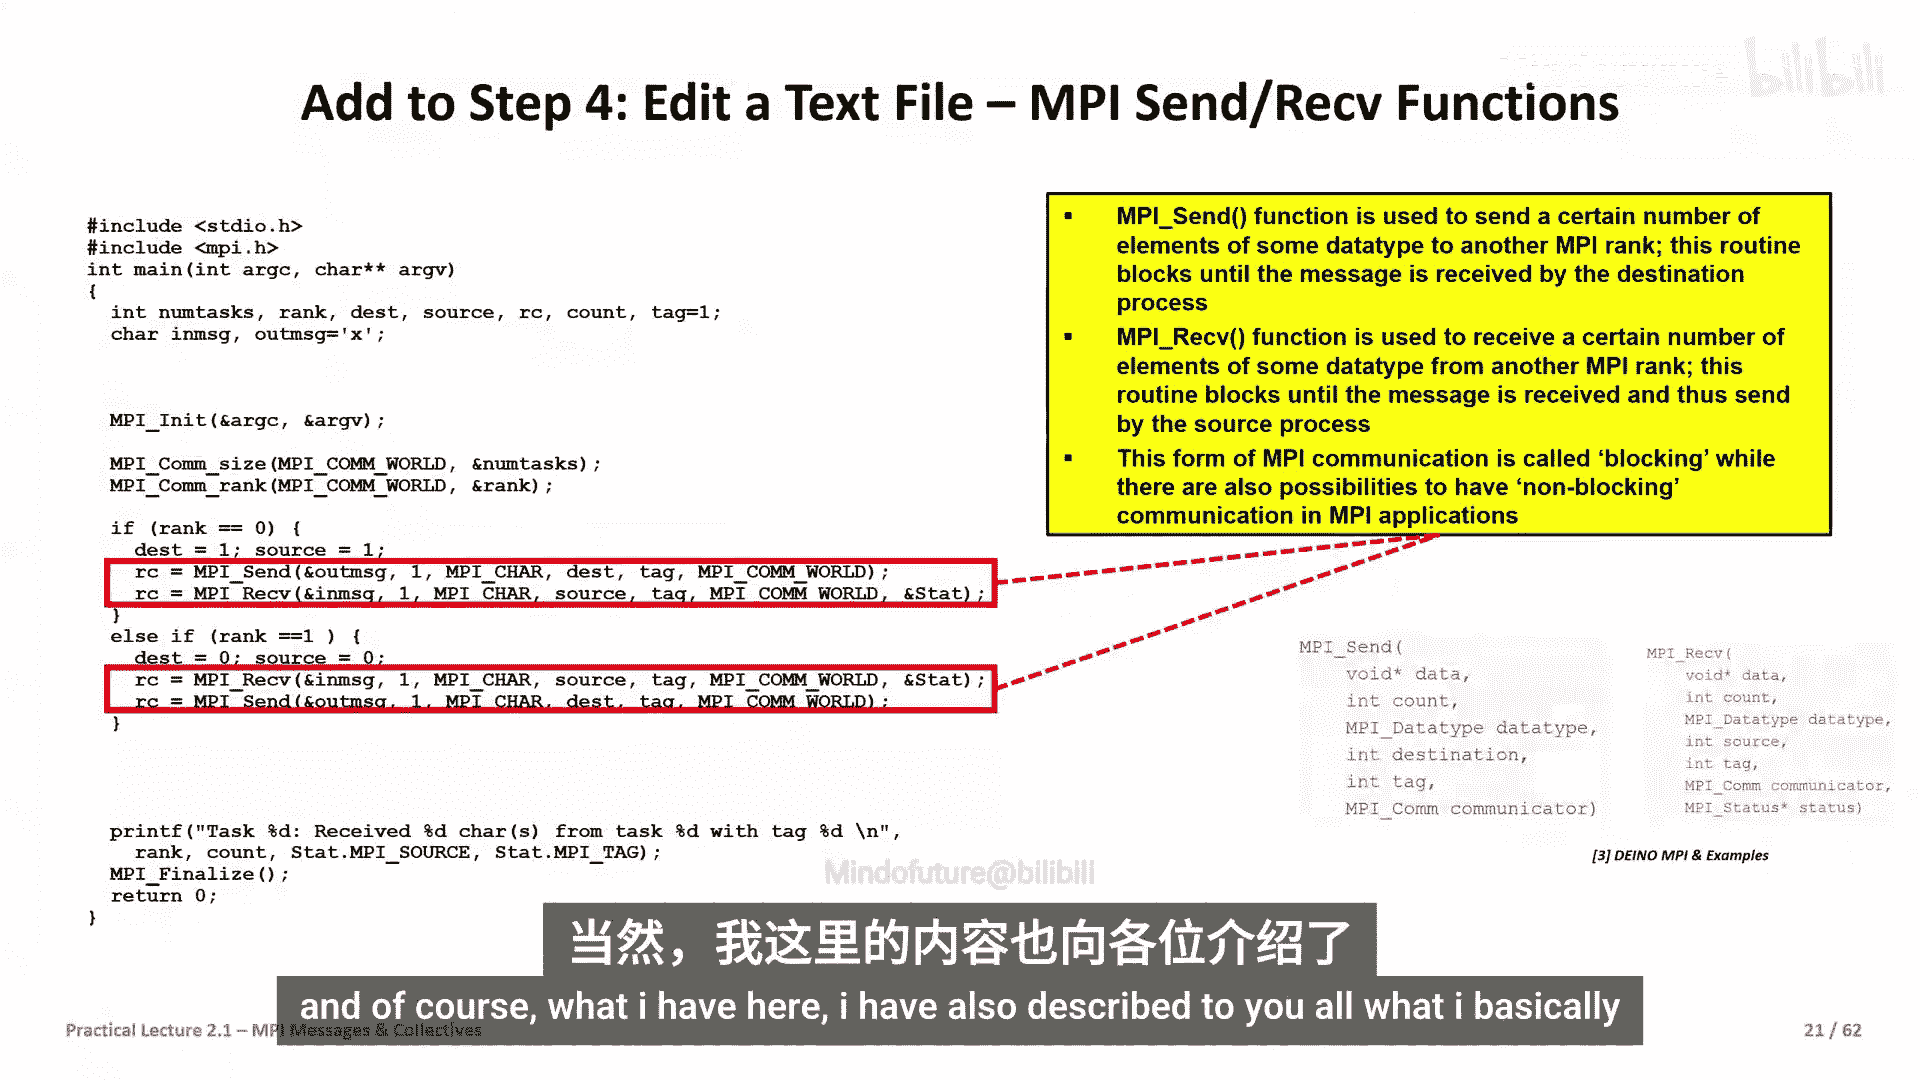 bilibili
Add to Step 4: Edit a Text File – MPI Send/Recv Functions
#include <stdio.h>
#include <mpi.h>
int main(int argc, char** argv)
{
int numtasks, rank, dest, source, rc, count, tag=1;
char inmsg, outmsg='x';
MPI_Init(&argc, &argv);
MPI_Comm_size(MPI_COMM_WORLD, &numtasks);
MPI_Comm_rank(MPI_COMM_WORLD, &rank);
if (rank == 0) {
dest = 1; source = 1;
rc = MPI_Send(&outmsg, 1, MPI_CHAR, dest, tag, MPI_COMM_WORLD);
rc = MPI_Recv(&inmsg, 1, MPI_CHAR, source, tag, MPI_COMM_WORLD, &Stat);
}
else if (rank ==1 ) {
dest = 0; source = 0;
rc = MPI_Recv(&inmsg, 1, MPI_CHAR, source, tag, MPI_COMM_WORLD, &Stat);
rc = MPI_Send(&outmsg, 1, MPI_CHAR, dest, tag, MPI_COMM_WORLD);
}
printf("Task %d: Received %d char(s) from task %d with tag %d \n",
rank, count, Stat.MPI_SOURCE, Stat.MPI_TAG);
MPI_Finalize();
return 0;
}
▪ MPI_Send() function is used to send a certain number of
elements of some datatype to another MPI rank; this routine
blocks until the message is received by the destination
process
▪ MPI_Recv() function is used to receive a certain number of
elements of some datatype from another MPI rank; this
routine blocks until the message is received and thus send
by the source process
▪ This form of MPI communication is called ‘blocking’ while
there are also possibilities to have ‘non-blocking’
communication in MPI applications
MPI_Send(
void* data,
int count,
MPI_Datatype datatype,
int destination,
int tag,
MPI_Comm communicator)
MPI_Recv(
void* data,
int count,
MPI_Datatype datatype,
int source,
int tag,
MPI_Comm communicator,
MPI_Status* status)
[3] DEINO MPI & Examples
Mindofuture@bilibili
当然，我这里的内容也向各位介绍了
and of course, what i have here, i have also described to you all what i basically
Practical Lecture 2.1 – MPI Messages & Collectives
21 / 62